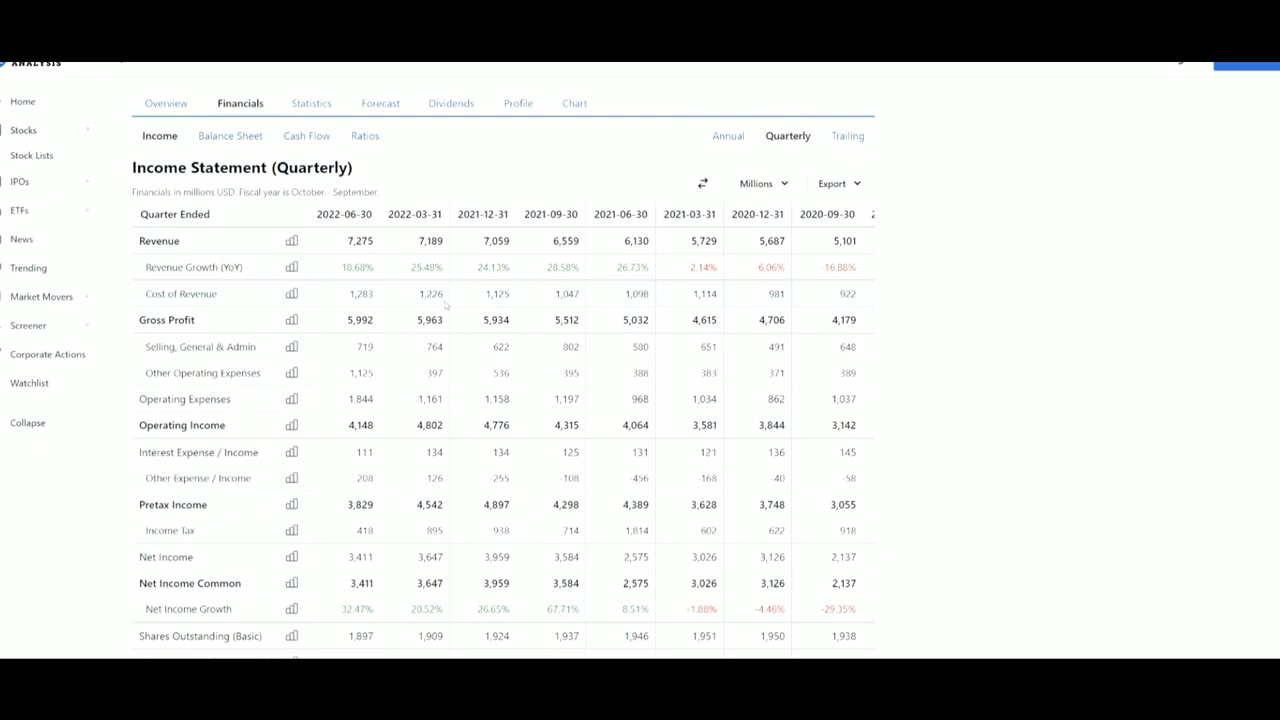 ANALYSIS
Home
Stocks
Stock Lists
IPOs
ETFs
News
Trending
Market Movers
Screener
Corporate Actions
Watchlist
Collapse
Overview Financials Statistics Forecast Dividends Profile Chart
Income Balance Sheet Cash Flow Ratios Annual Quarterly Trailing
Income Statement (Quarterly)
Financials in millions USD. Fiscal year is October - September.
Millions Export
Quarter Ended 2022-06-30 2022-03-31 2021-12-31 2021-09-30 2021-06-30 2021-03-31 2020-12-31 2020-09-30 2
Revenue 7,275 7,189 7,059 6,559 6,130 5,729 5,687 5,101
Revenue Growth (YoY) 18.68% 25.48% 24.13% 28.58% 26.73% -2.14% -6.06% -16.88%
Cost of Revenue 1,283 1,226 1,125 1,047 1,098 1,114 981 922
Gross Profit 5,992 5,963 5,934 5,512 5,032 4,615 4,706 4,179
Selling, General & Admin 719 764 622 802 580 651 491 648
Other Operating Expenses 1,125 397 536 395 388 383 371 389
Operating Expenses 1,844 1,161 1,158 1,197 968 1,034 862 1,037
Operating Income 4,148 4,802 4,776 4,315 4,064 3,581 3,844 3,142
Interest Expense / Income 111 134 134 125 131 121 136 145
Other Expense / Income 208 126 -255 -108 -456 -168 -40 -58
Pretax Income 3,829 4,542 4,897 4,298 4,389 3,628 3,748 3,055
Income Tax 418 895 938 714 1,814 602 622 918
Net Income 3,411 3,647 3,959 3,584 2,575 3,026 3,126 2,137
Net Income Common 3,411 3,647 3,959 3,584 2,575 3,026 3,126 2,137
Net Income Growth 32.47% 20.52% 26.65% 67.71% 8.51% -1.88% -4.46% -29.35%
Shares Outstanding (Basic) 1,897 1,909 1,924 1,937 1,946 1,951 1,950 1,938